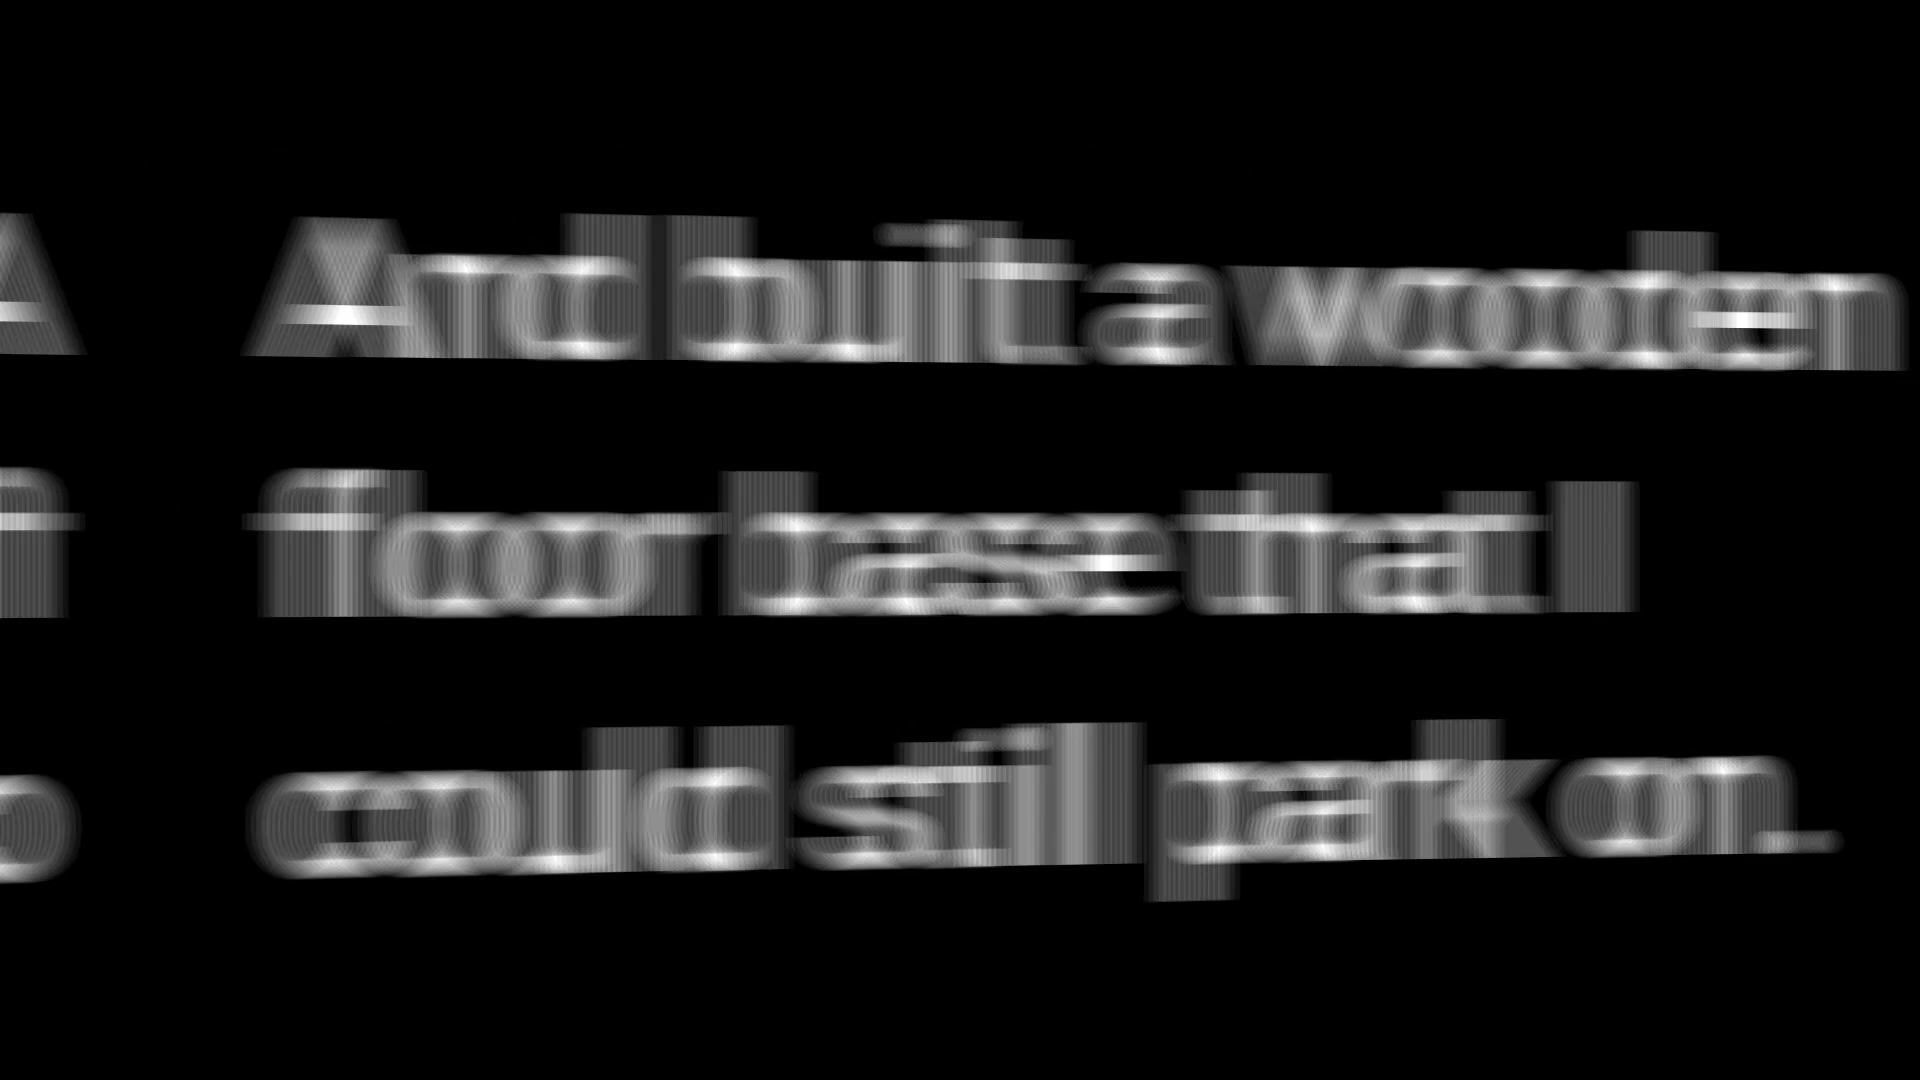 And built a wooden
floor base that I
could still park on.